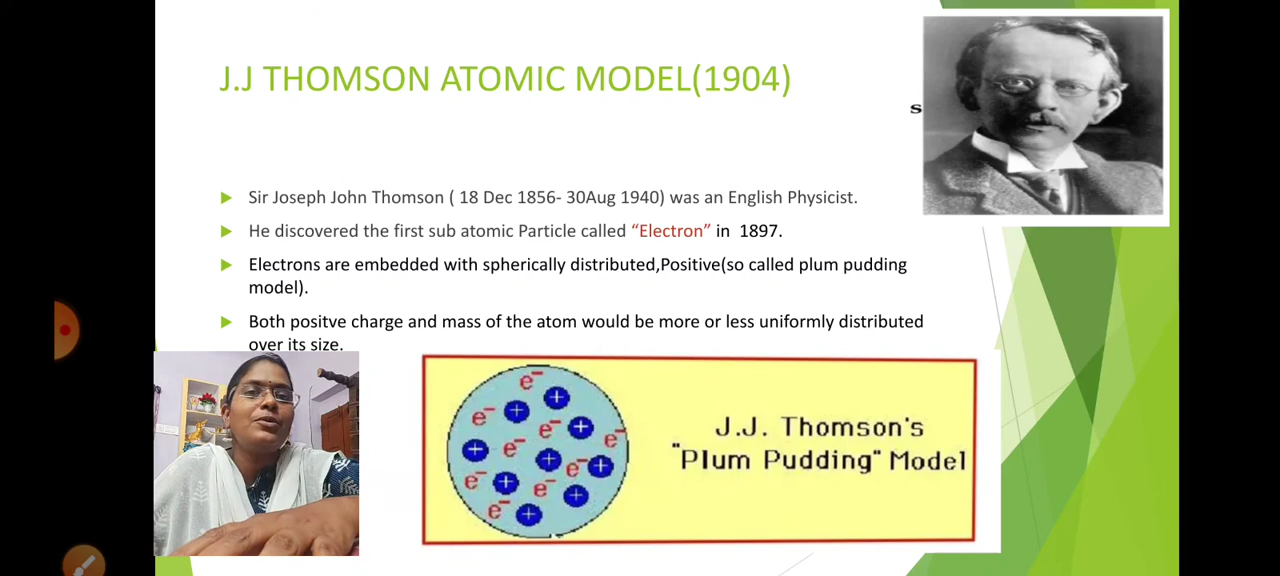 J.J THOMSON ATOMIC MODEL(1904)
s
Sir Joseph John Thomson ( 18 Dec 1856- 30Aug 1940) was an English Physicist.
He discovered the first sub atomic Particle called “Electron” in 1897.
Electrons are embedded with spherically distributed,Positive(so called plum pudding
model).
Both positve charge and mass of the atom would be more or less uniformly distributed
over its size.
e⁻
+
e⁻ +
e⁻ + e⁻
+ e⁻
+ e⁻ +
e⁻ + e⁻ +
e⁻ +
J.J. Thomson's
"Plum Pudding" Model